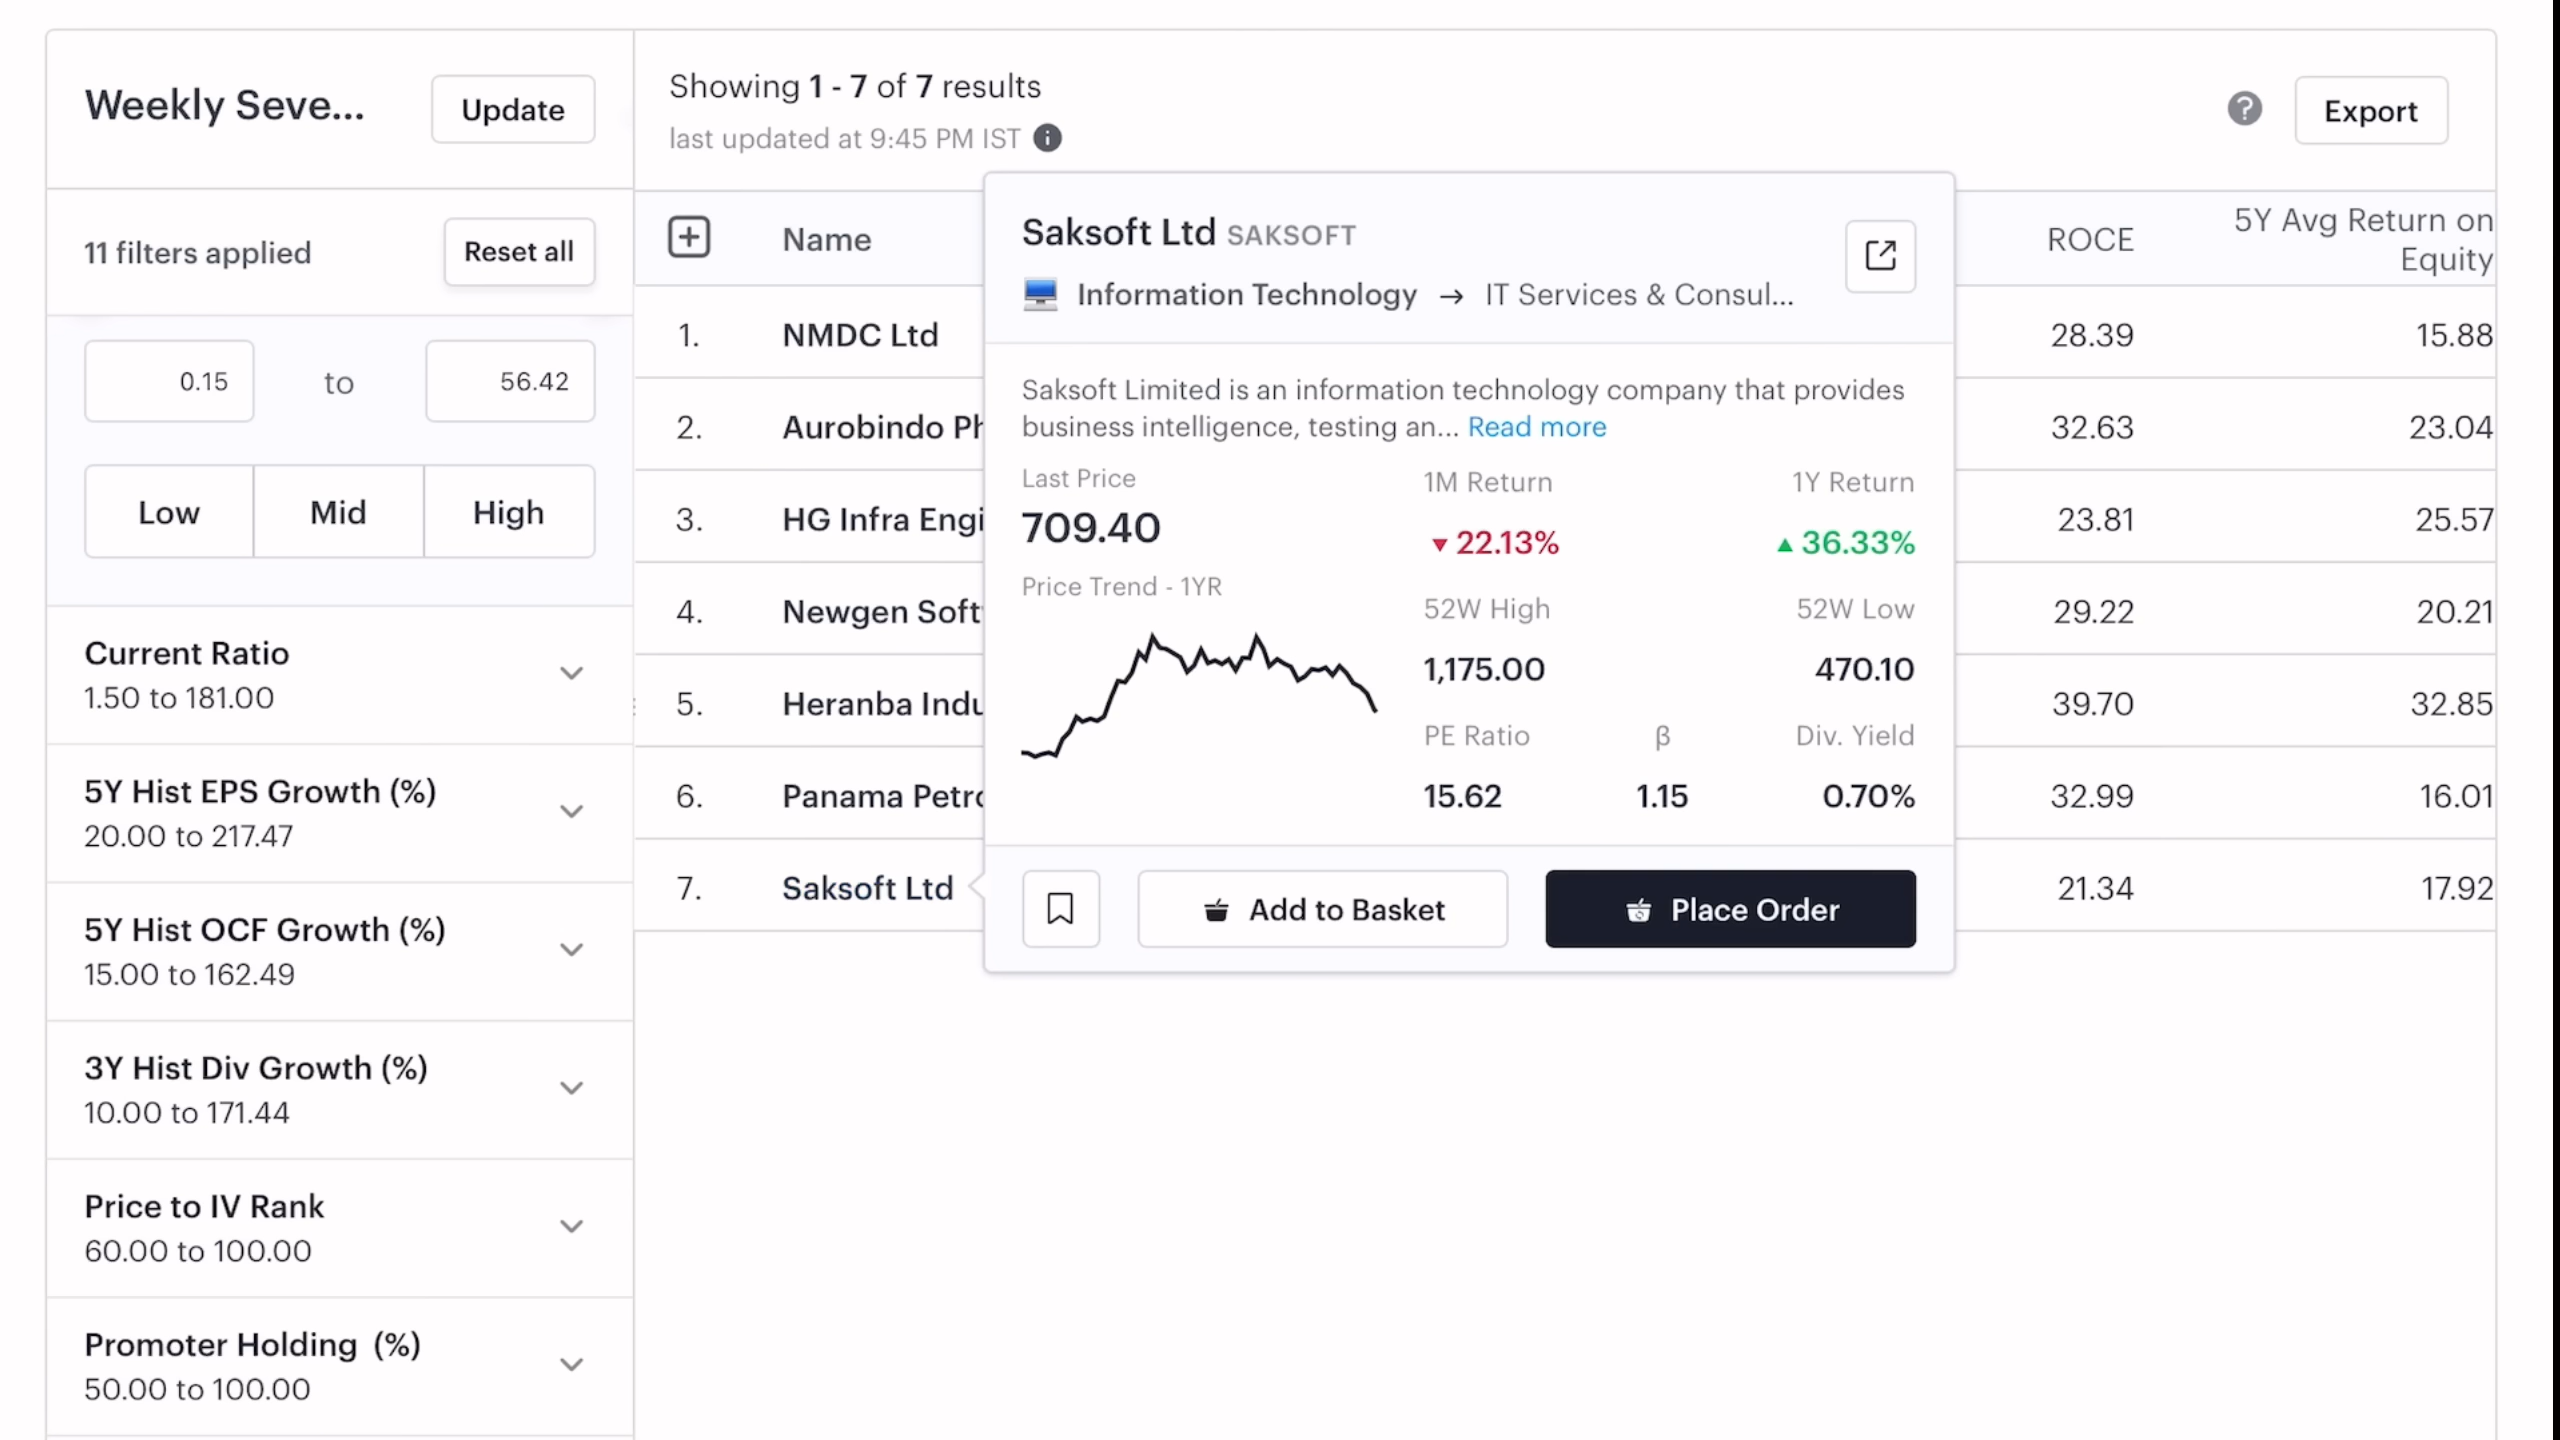 Weekly Seve...
Update
11 filters applied
Reset all
0.15 to 56.42
Low Mid High
Current Ratio
1.50 to 181.00
5Y Hist EPS Growth (%)
20.00 to 217.47
5Y Hist OCF Growth (%)
15.00 to 162.49
3Y Hist Div Growth (%)
10.00 to 171.44
Price to IV Rank
60.00 to 100.00
Promoter Holding (%)
50.00 to 100.00
Showing 1 - 7 of 7 results
last updated at 9:45 PM IST
Export
Name
ROCE
5Y Avg Return on
Equity
1. NMDC Ltd 28.39 15.88
2. Aurobindo 32.63 23.04
3. HG Infra Engi 23.81 25.57
4. Newgen Soft 29.22 20.21
5. Heranba Indu 39.70 32.85
6. Panama Petr 32.99 16.01
7. Saksoft Ltd 21.34 17.92
Saksoft Ltd SAKSOFT
Information Technology → IT Services & Consul...
Saksoft Limited is an information technology company that provides
business intelligence, testing an... Read more
Last Price
709.40
Price Trend - 1YR
1M Return 1Y Return
▼ 22.13% ▲ 36.33%
52W High 52W Low
1,175.00 470.10
PE Ratio β Div. Yield
15.62 1.15 0.70%
Add to Basket
Place Order